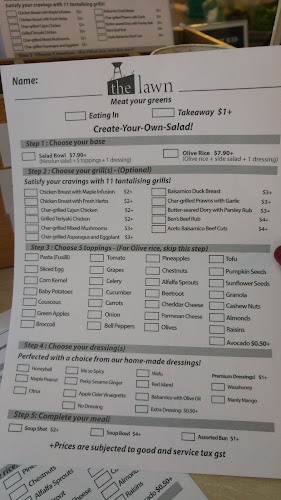 Satisfy your cravings with 11 tantalising grills!
Name:
the lawn
Meat your greens
Eating In Takeaway $1+
Create-Your-Own-Salad!
Step 1 : Choose your base
Salad Bowl $7.90+ Olive Rice $7.90+
(Mesclun salad + 5 toppings + 1 dressing) (Olive rice + side salad + 1 dressing)
Step 2 : Choose your grill(s) - (Optional)
Satisfy your cravings with 11 tantalising grills!
Chicken Breast with Maple Infusion $2+ Balsamico Duck Breast $3+
Chicken Breast with Fresh Herbs $2+ Char-grilled Prawns with Garlic $3+
Char-grilled Cajun Chicken $2+ Butter-seared Dory with Parsley Rub $3+
Grilled Teriyaki Chicken $2+ Ben's Beef Rub $4+
Char-grilled Mixed Mushrooms $3+ Aceto Balsamico Beef Cuts $4+
Char-grilled Asparagus and Eggplant $3+
Step 3 : Choose 5 toppings - (For Olive rice, skip this step)
Pasta (Fusilli) Tomato Pineapples Tofu
Sliced Egg Grapes Chestnuts Pumpkin Seeds
Corn Kernel Celery Alfalfa Sprouts Sunflower Seeds
Baby Potatoes Cucumber Beetroot Granola
Couscous Carrots Cheddar Cheese Cashew Nuts
Green Apples Onion Parmesan Cheese Almonds
Broccoli Bell Peppers Olives Raisins
Avocado $0.50+
Step 4 : Choose your dressing(s)
Perfected with a choice from our home-made dressings!
Honeyball Me so Spicy Wafu Premium Dressings! $1+
Maple Peanut Perky Sesame Ginger Red Island Wasabones
Citrus Apple Cider Vinaigrette Balsamico with Olive Oil Manly Mango
No Dressing Extra Dressing $0.50+
Step 5: Complete your meal!
Soup Shot $2+ Soup Bowl $4+ Assorted Bun $1+
+Prices are subjected to good and service tax gst
Chestnuts
Alfalfa Sprouts
Almonds
Raisins